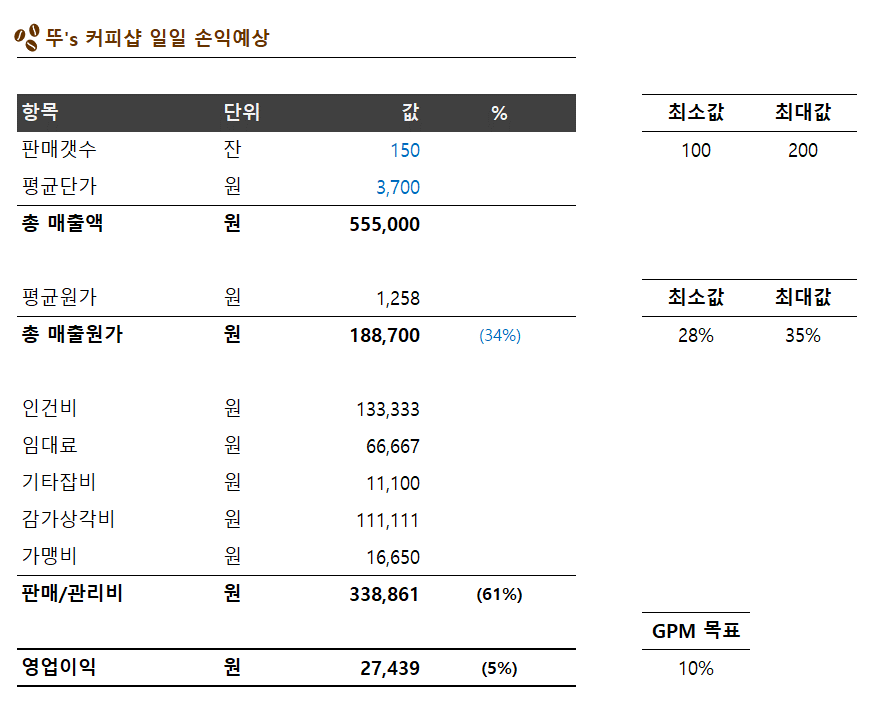 뚜's 커피샵 일일 손익예상
항목 단위 값 % 최소값 최대값
판매갯수 잔 150 100 200
평균단가 원 3,700
총 매출액 원 555,000
평균원가 원 1,258 최소값 최대값
총 매출원가 원 188,700 (34%) 28% 35%
인건비 원 133,333
임대료 원 66,667
기타잡비 원 11,100
감가상각비 원 111,111
가맹비 원 16,650
판매/관리비 원 338,861 (61%)
GPM 목표
영업이익 원 27,439 (5%) 10%